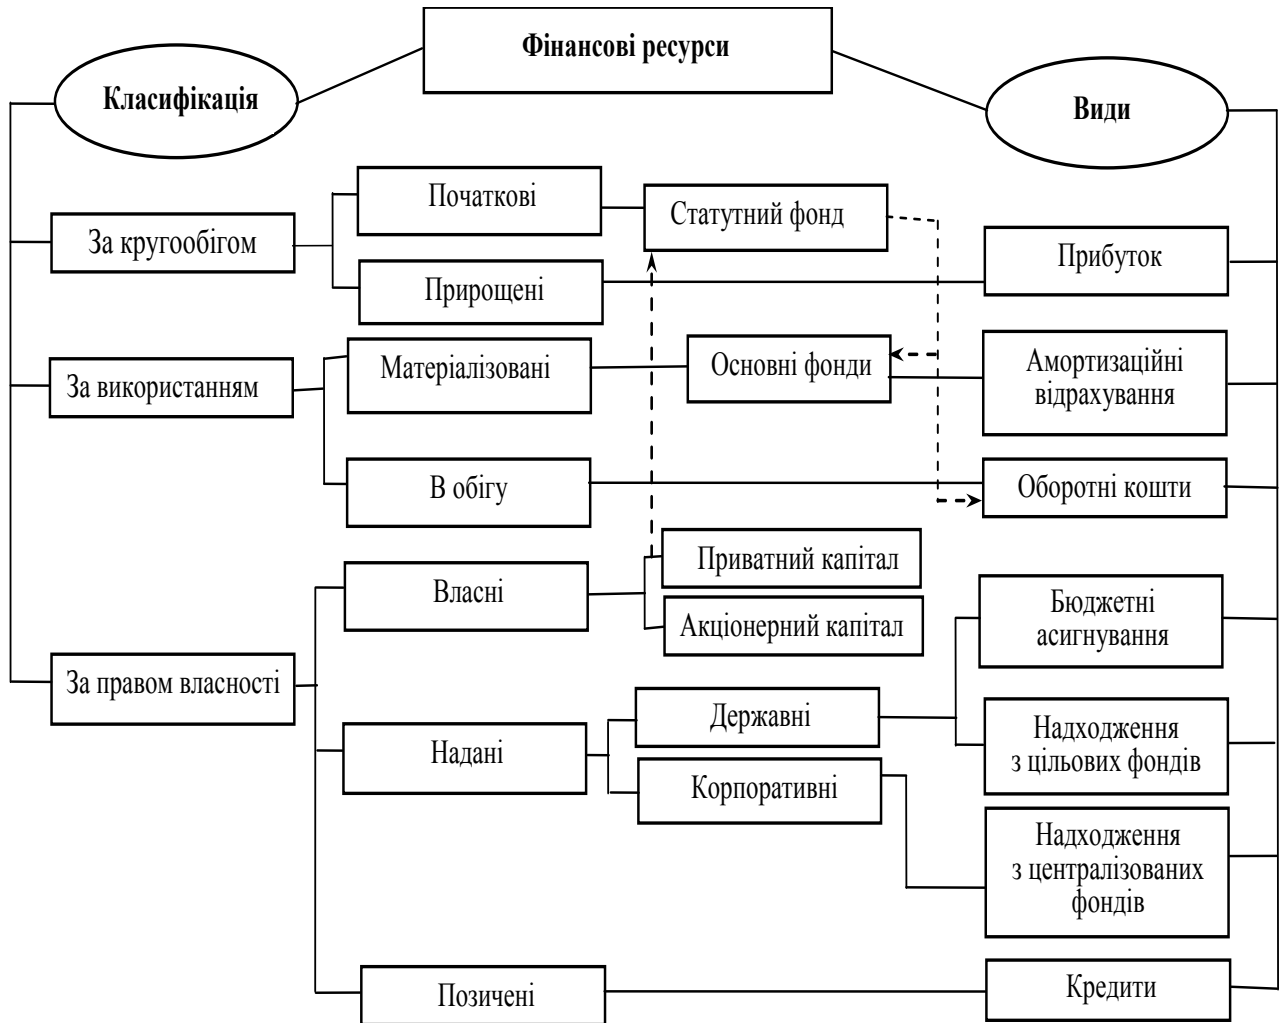 Фінансові ресурси
Класифікація
Види
Початкові
Статутний фонд
За кругообігом
Прибуток
Прирощені
Матеріалізовані
Основні фонди
Амортизаційні
відрахування
За використанням
В обігу
Оборотні кошти
Приватний капітал
Власні
Акціонерний капітал
Бюджетні
асигнування
За правом власності
Державні
Надані
Надходження
з цільових фондів
Корпоративні
Надходження
з централізованих
фондів
Позичені
Кредити